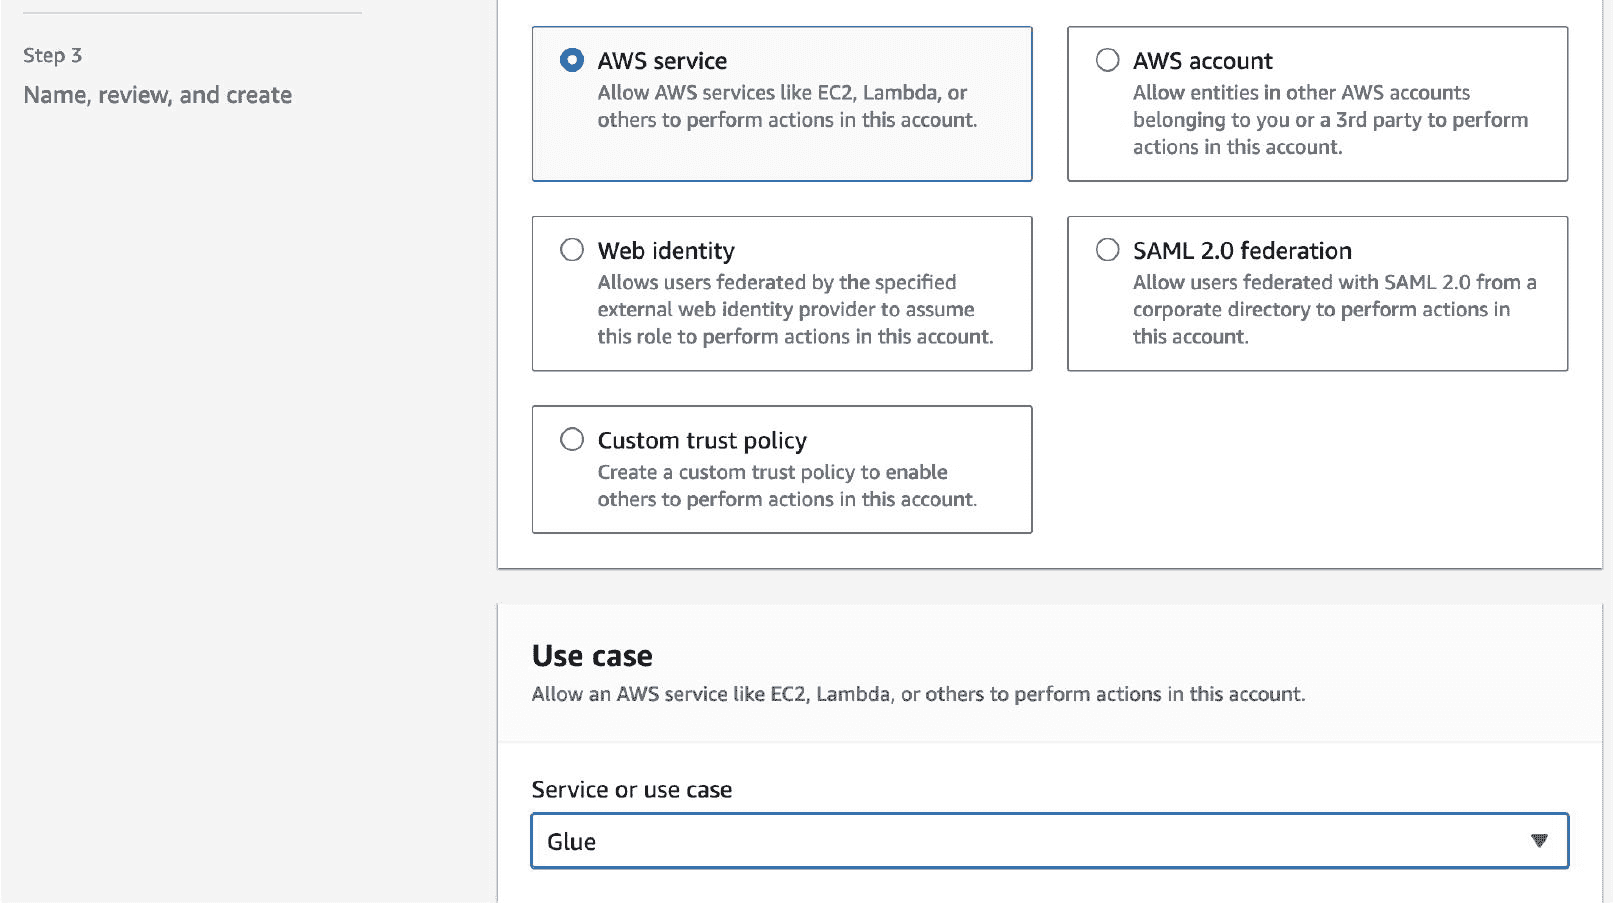 Step 3
Name, review, and create
AWS service
Allow AWS services like EC2, Lambda, or
others to perform actions in this account.
AWS account
Allow entities in other AWS accounts
belonging to you or a 3rd party to perform
actions in this account.
Web identity
Allows users federated by the specified
external web identity provider to assume
this role to perform actions in this account.
SAML 2.0 federation
Allow users federated with SAML 2.0 from a
corporate directory to perform actions in
this account.
Custom trust policy
Create a custom trust policy to enable
others to perform actions in this account.
Use case
Allow an AWS service like EC2, Lambda, or others to perform actions in this account.
Service or use case
Glue